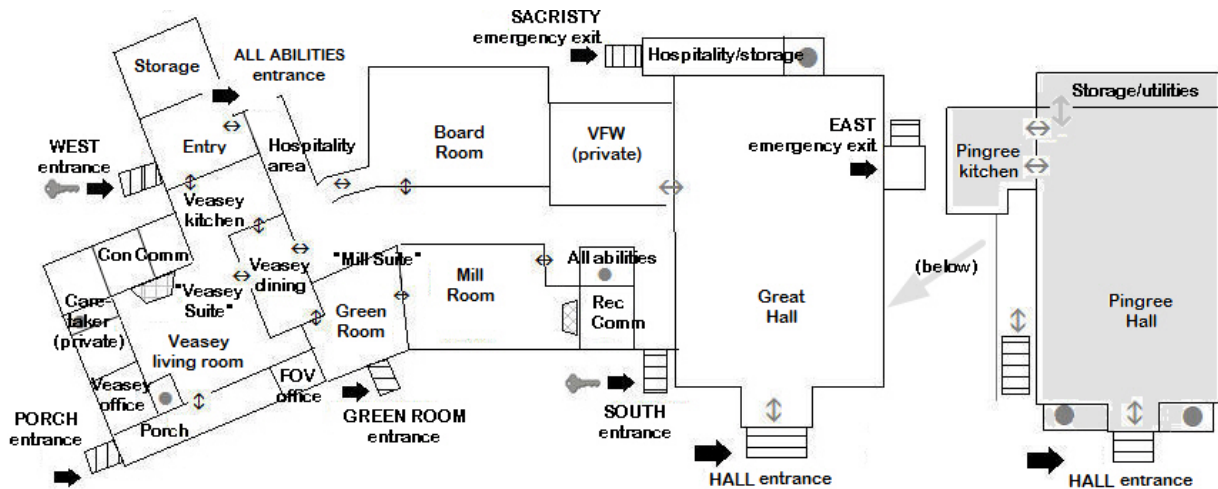 SACRISTY
emergency exit
Hospitality/storage
ALL ABILITIES
entrance
Storage
Storage/utilities
WEST
entrance
Entry
Hospitality
area
Board
Room
VFW
(private)
EAST
emergency exit
Pingree
kitchen
Veasey
kitchen
Con Comm
"Veasey
Suite"
Veasey
dining
"Mill Suite"
Mill
Room
All abilities
Rec
Comm
Great
Hall
(below)
Pingree
Hall
Care-
taker
(private)
Veasey
living room
Green
Room
Veasey
office
FOV
office
Porch
PORCH
entrance
GREEN ROOM
entrance
SOUTH
entrance
HALL entrance
HALL entrance